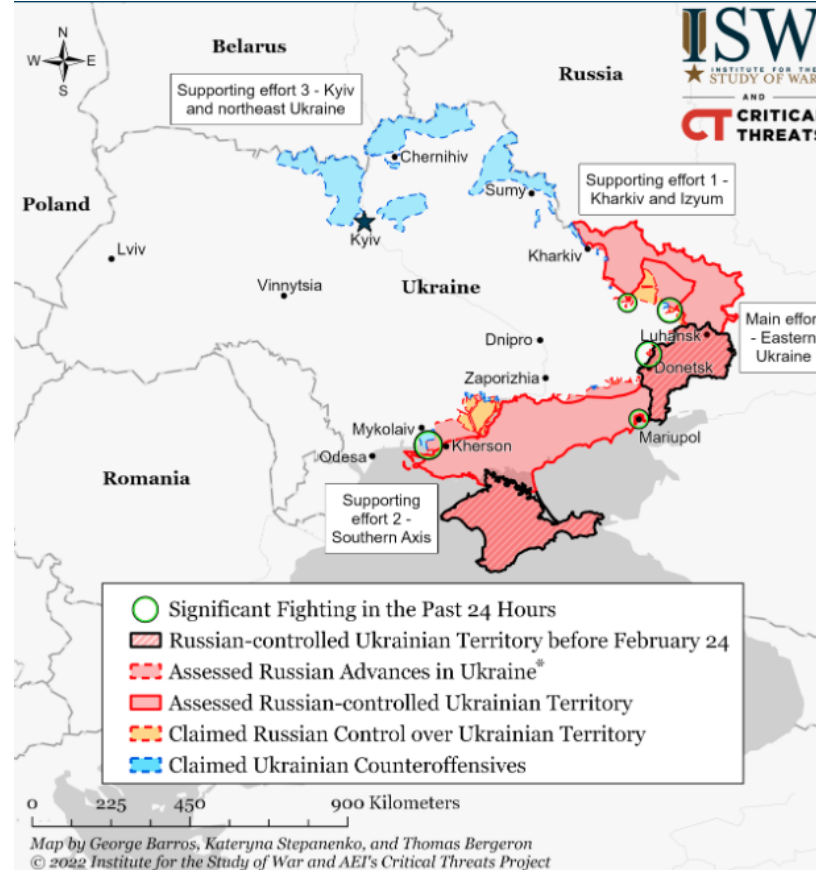 N
W E
S
Belarus
Russia
ISW
INSTITUTE FOR THE
STUDY OF WAR
AND
CT CRITICAL
THREATS
Supporting effort 3 - Kyiv
and northeast Ukraine
Chernihiv
Sumy
Supporting effort 1 -
Kharkiv and Izyum
Poland
Kyiv
Lviv
Kharkiv
Vinnytsia
Ukraine
Dnipro
Luhansk
Main effort
- Eastern
Ukraine
Donetsk
Zaporizhia
Mykolaiv
Kherson
Mariupol
Odesa
Romania
Supporting
effort 2 -
Southern Axis
Significant Fighting in the Past 24 Hours
Russian-controlled Ukrainian Territory before February 24
Assessed Russian Advances in Ukraine*
Assessed Russian-controlled Ukrainian Territory
Claimed Russian Control over Ukrainian Territory
Claimed Ukrainian Counteroffensives
0 225 450 900 Kilometers
Map by George Barros, Kateryna Stepanenko, and Thomas Bergeron
© 2022 Institute for the Study of War and AEI's Critical Threats Project